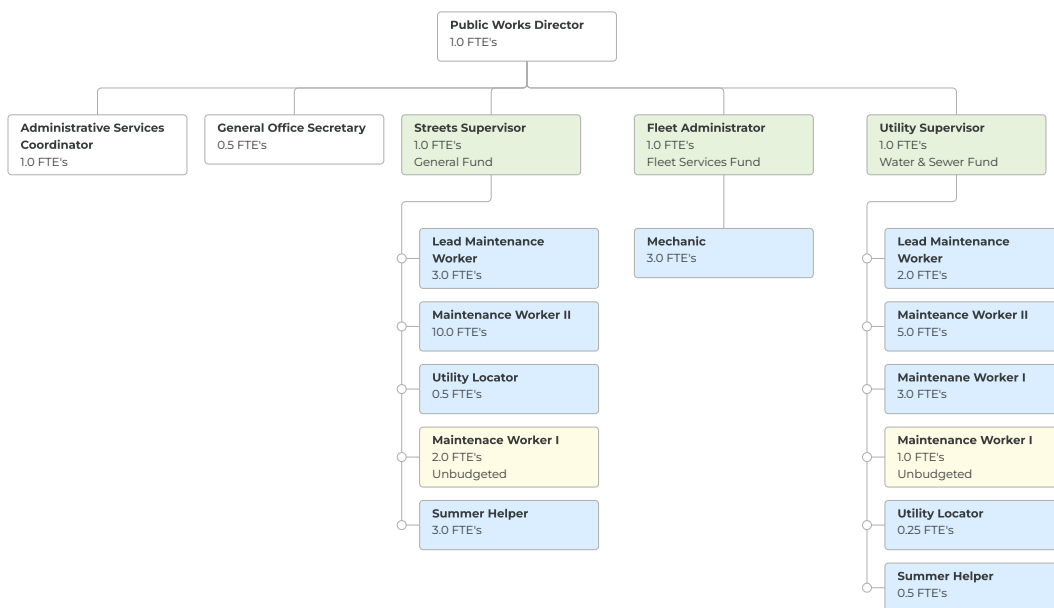 Public Works Director
1.0 FTE's
Administrative Services
Coordinator
1.0 FTE's
General Office Secretary
0.5 FTE's
Streets Supervisor
1.0 FTE's
General Fund
Fleet Administrator
1.0 FTE's
Fleet Services Fund
Utility Supervisor
1.0 FTE's
Water & Sewer Fund
Lead Maintenance
Worker
3.0 FTE's
Maintenance Worker II
10.0 FTE's
Utility Locator
0.5 FTE's
Maintenace Worker I
2.0 FTE's
Unbudgeted
Summer Helper
3.0 FTE's
Mechanic
3.0 FTE's
Lead Maintenance
Worker
2.0 FTE's
Mainteance Worker II
5.0 FTE's
Maintenane Worker I
3.0 FTE's
Maintenance Worker I
1.0 FTE's
Unbudgeted
Utility Locator
0.25 FTE's
Summer Helper
0.5 FTE's